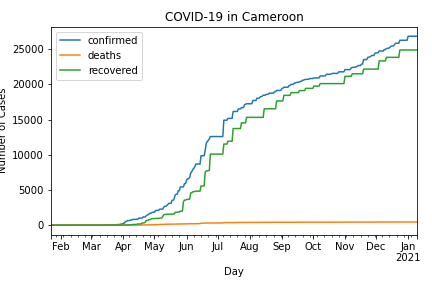 COVID-19 in Cameroon
confirmed
deaths
recovered
25000
20000
15000
10000
5000
0
Number of Cases
Feb Mar Apr May Jun Jul Aug Sep Oct Nov Dec Jan
2021
Day